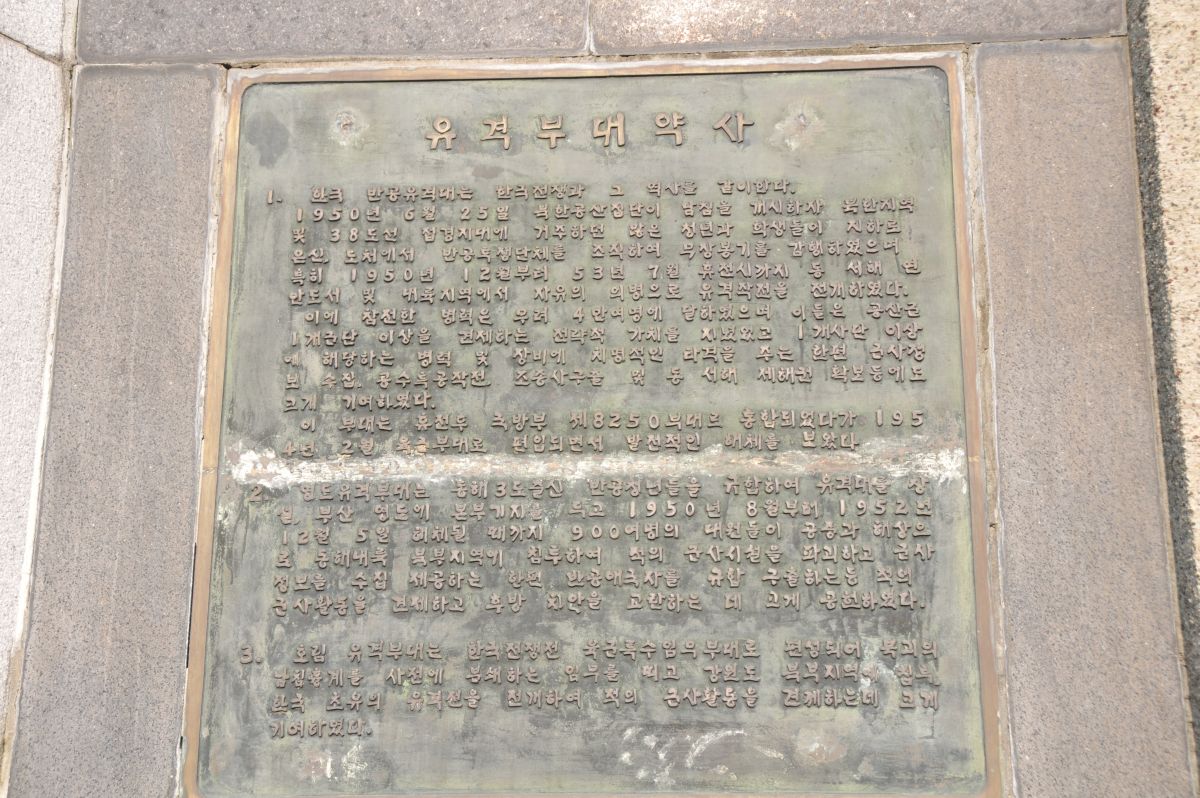 유격부대약사
1. 한국 반공유격대는 한국전쟁과 그 역사를 같이한다.
1950년 6월 25일 북한공산집단이 남침을 개시하자 북한지역
및 38도선 접경지대에 거주하던 많은 청년과 학생들이 지하로
은신, 도처에서 반공투쟁단체를 조직하여 무장봉기를 감행하였으며
특히 1950년 12월부터 53년 7월 휴전시까지 동 서해 연
안도서 및 내륙지역에서 자유의 의병으로 유격작전을 전개하였다.
이에 참전한 병력은 무려 4만여명에 달하였으며 이들은 공산군
1개군단 이상을 견제하는 전략적 가치를 지녔었고 1개사단 이상
에 해당하는 병력 및 장비에 치명적인 타격을 주는 한편 군사정
보 수집, 공수특공작전, 조종사구출 및 동 서해 제해권 확보등에도
크게 기여하였다.
이 부대는 휴전후 국방부 제8250부대로 통합되었다가 195
4년 2월 육군부대로 편입되면서 발전적인 해체를 보았다.
2. 영도유격부대는 동해3도출신 반공청년들을 규합하여 유격대를 창
설, 부산 영도에 본부기지를 두고 1950년 8월부터 1952년
12월 5일 해체될 때까지 900여명의 대원들이 공중과 해상으
로 동해내륙 북부지역에 침투하여 적의 군사시설을 파괴하고 군사
정보를 수집 제공하는 한편 반공애국사를 규합 구출하는등 적의
군사활동을 견제하고 후방 치안을 교란하는 데 크게 공헌하였다.
3. 호림 유격부대는 한국전쟁전 육군특수임무부대로 편성되어 북괴의
남침흉계를 사전에 봉쇄하는 임무를 띠고 강원도 북부지역에
한국 초유의 유격전을 전개하여 적의 군사활동을 견제하는데 크게
기여하였다.